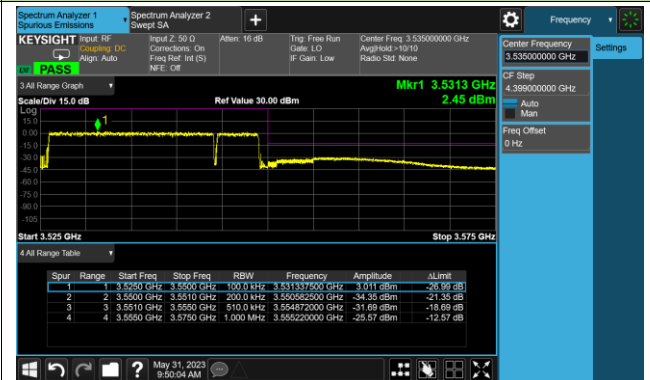 Spectrum Analyzer 1
Spurious Emissions
Spectrum Analyzer 2
Swept SA
Frequency
KEYSIGHT
Input: RF
Coupling: DC
Align: Auto
Input Z: 50 Ω
Corrections: On
Freq Ref: Int (S)
NFE: Off
Atten: 16 dB
Trig: Free Run
Gate: LO
IF Gain: Low
Center Freq: 3.535000000 GHz
Avg|Hold:>10/10
Radio Std: None
PASS
3 All Range Graph
Mkr1 3.5313 GHz
Scale/Div 15.0 dB
Ref Value 30.00 dBm
2.45 dBm
Log
15.0
0.00
-15.0
-30.0
-45.0
-60.0
-75.0
-90.0
-105
1
Start 3.525 GHz
Stop 3.575 GHz
4 All Range Table
Spur Range Start Freq Stop Freq RBW Frequency Amplitude ΔLimit
1 1 3.5250 GHz 3.5500 GHz 100.0 kHz 3.531337500 GHz 3.011 dBm -26.99 dB
2 2 3.5500 GHz 3.5510 GHz 200.0 kHz 3.550582500 GHz -34.35 dBm -21.35 dB
3 3 3.5510 GHz 3.5550 GHz 510.0 kHz 3.554872000 GHz -31.69 dBm -18.69 dB
4 4 3.5550 GHz 3.5750 GHz 1.000 MHz 3.555220000 GHz -25.57 dBm -12.57 dB
Center Frequency
3.535000000 GHz
Settings
CF Step
4.399000000 GHz
Auto
Man
Freq Offset
0 Hz
May 31, 2023
9:50:04 AM